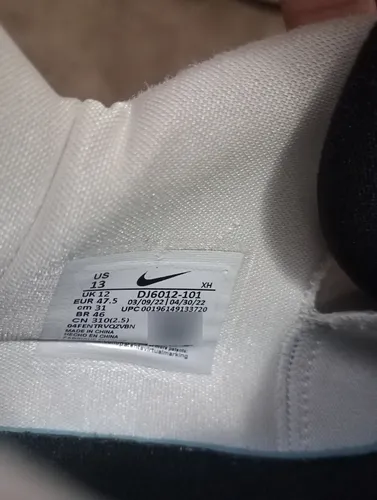 US
13
XH
UK 12
DJ6012-101
EUR 47.5
03/09/22 | 04/30/22
cm 31
UPC 00196149133720
BR 46
CN 310(2.5)
04FENTRVQZVBN
MADE IN CHINA
HECHO EN CHINA